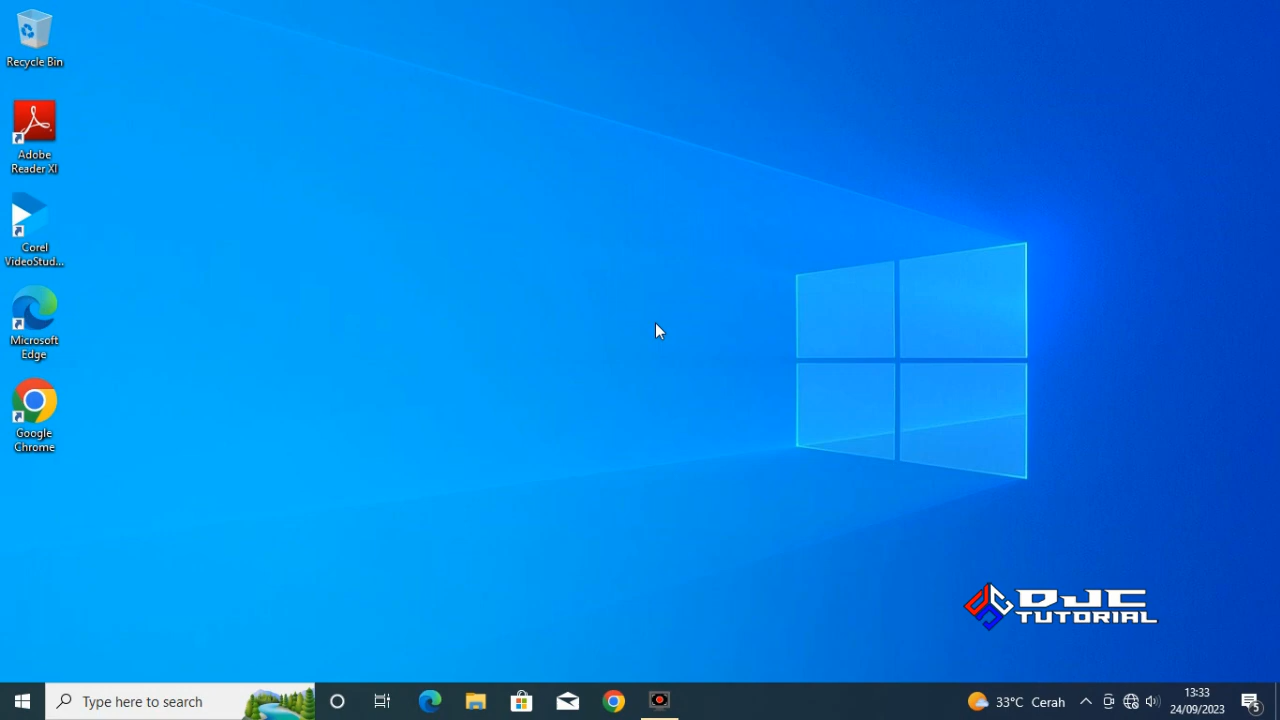 Recycle Bin
Adobe
Reader XI
Corel
VideoStud...
Microsoft
Edge
Google
Chrome
DJC
TUTORIAL
Type here to search
33°C Cerah
13:33
24/09/2023
5